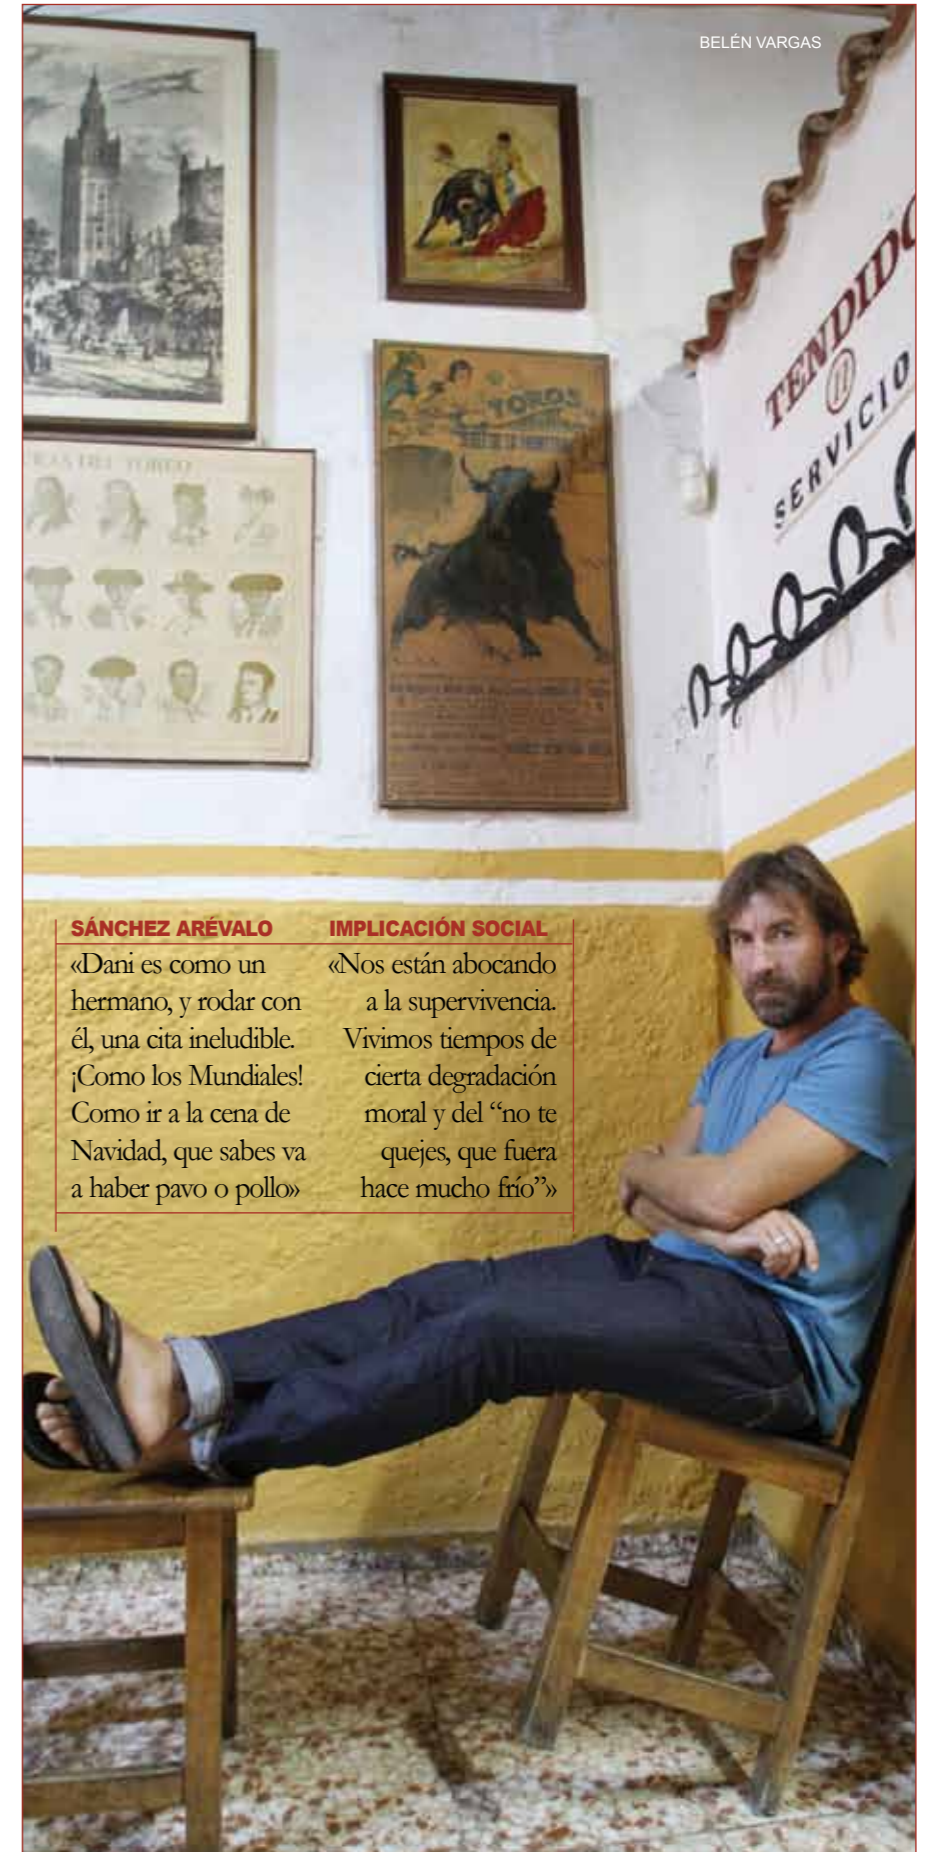 BELÉN VARGAS
TENDIDO
11
SERVICIO
DEL TOREO
TOROS
SÁNCHEZ ARÉVALO
«Dani es como un
hermano, y rodar con
él, una cita ineludible.
¡Como los Mundiales!
Como ir a la cena de
Navidad, que sabes va
a haber pavo o pollo»
IMPLICACIÓN SOCIAL
«Nos están abocando
a la supervivencia.
Vivimos tiempos de
cierta degradación
moral y del “no te
quejes, que fuera
hace mucho frío”»